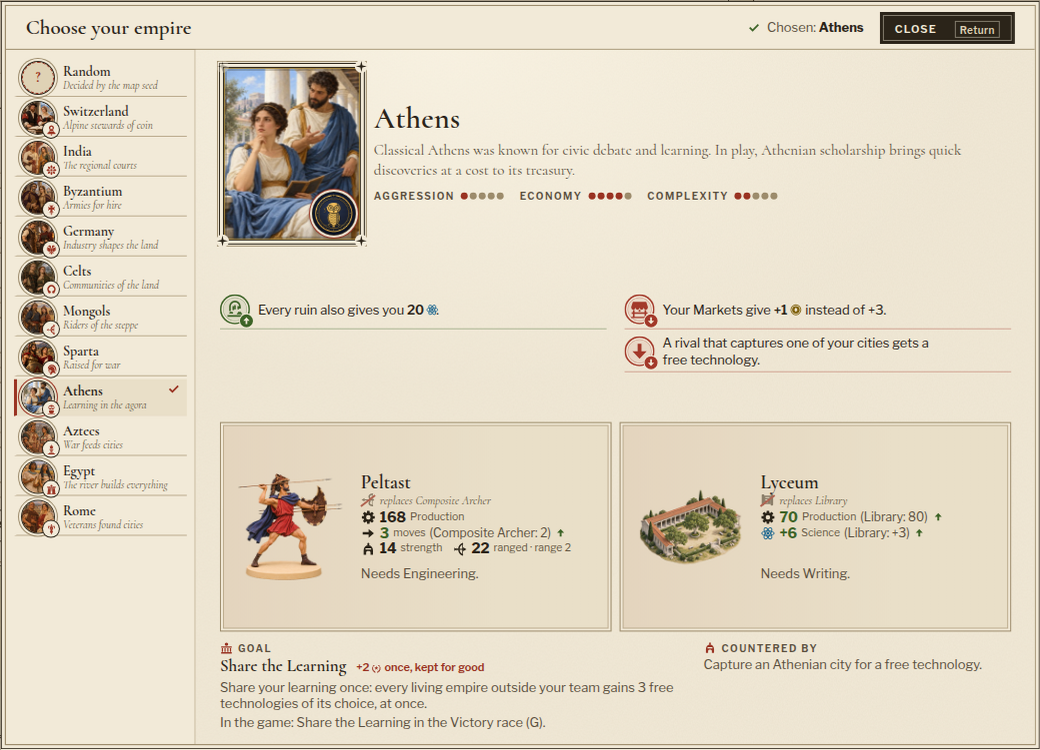 Choose your empire
✓ Chosen: Athens
CLOSE Return
? Random
Decided by the map seed
Switzerland
Alpine stewards of coin
India
The regional courts
Byzantium
Armies for hire
Germany
Industry shapes the land
Celts
Communities of the land
Mongols
Riders of the steppe
Sparta
Raised for war
Athens
Learning in the agora
Aztecs
War feeds cities
Egypt
The river builds everything
Rome
Veterans found cities
Athens
Classical Athens was known for civic debate and learning. In play, Athenian scholarship brings quick
discoveries at a cost to its treasury.
AGGRESSION ECONOMY COMPLEXITY
Every ruin also gives you 20.
Your Markets give +1 instead of +3.
A rival that captures one of your cities gets a
free technology.
Peltast
replaces Composite Archer
168 Production
3 moves (Composite Archer: 2)
14 strength 22 ranged · range 2
Needs Engineering.
Lyceum
replaces Library
70 Production (Library: 80)
+6 Science (Library: +3)
Needs Writing.
GOAL
Share the Learning +2 once, kept for good
Share your learning once: every living empire outside your team gains 3 free
technologies of its choice, at once.
In the game: Share the Learning in the Victory race (G).
COUNTERED BY
Capture an Athenian city for a free technology.